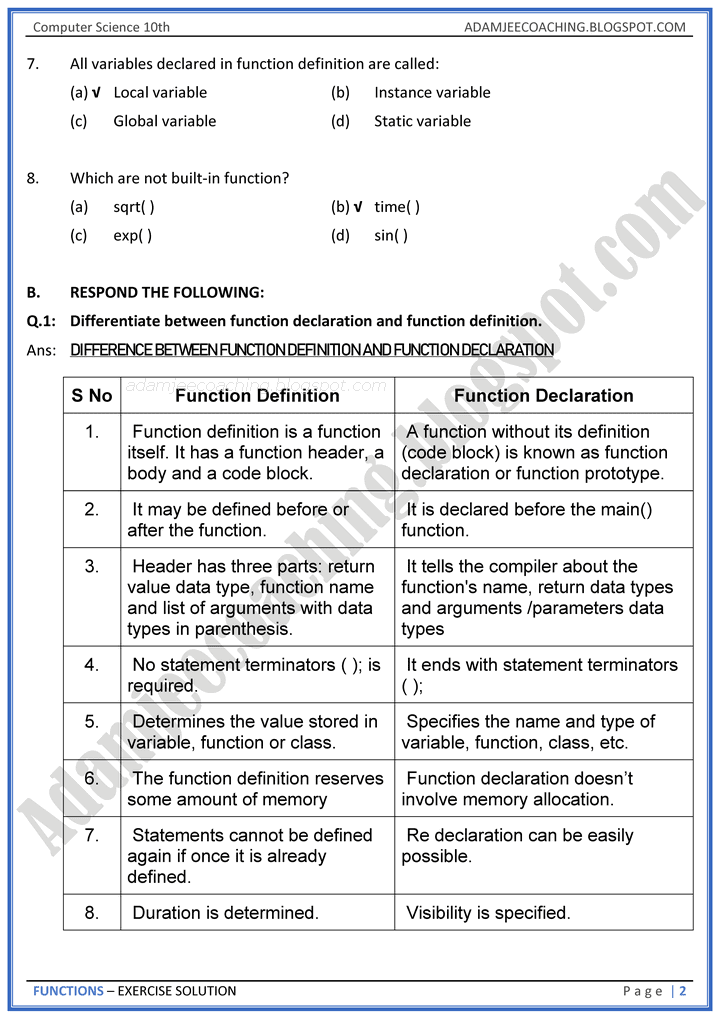 Computer Science 10th ADAMJEECOACHING.BLOGSPOT.COM
7. All variables declared in function definition are called:
(a) √ Local variable (b) Instance variable
(c) Global variable (d) Static variable
8. Which are not built-in function?
(a) sqrt( ) (b) √ time( )
(c) exp( ) (d) sin( )
B. RESPOND THE FOLLOWING:
Q.1: Differentiate between function declaration and function definition.
Ans: DIFFERENCE BETWEEN FUNCTION DEFINITION AND FUNCTION DECLARATION
adamjeecoaching.blogspot.com
S No Function Definition Function Declaration
1. Function definition is a function A function without its definition
itself. It has a function header, a (code block) is known as function
body and a code block. declaration or function prototype.
2. It may be defined before or It is declared before the main()
after the function. function.
3. Header has three parts: return It tells the compiler about the
value data type, function name function's name, return data types
and list of arguments with data and arguments /parameters data
types in parenthesis. types
4. No statement terminators ( ); is It ends with statement terminators
required. ( );
5. Determines the value stored in Specifies the name and type of
variable, function or class. variable, function, class, etc.
6. The function definition reserves Function declaration doesn’t
some amount of memory involve memory allocation.
7. Statements cannot be defined Re declaration can be easily
again if once it is already possible.
defined.
8. Duration is determined. Visibility is specified.
Adamjeecoaching.blogspot.com
FUNCTIONS – EXERCISE SOLUTION Page | 2